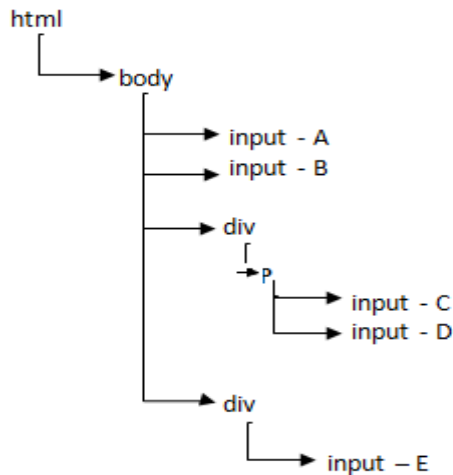 html
body
input - A
input - B
div
P
input - C
input - D
div
input – E